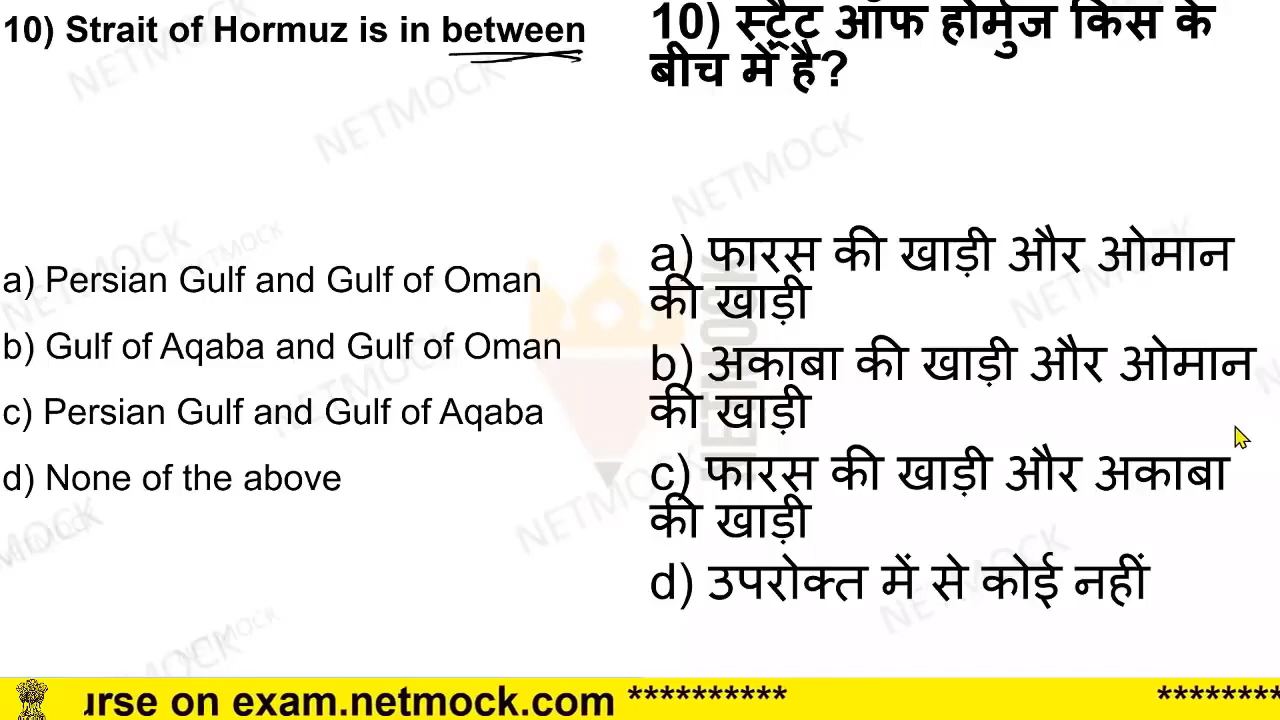 10) Strait of Hormuz is in between
a) Persian Gulf and Gulf of Oman
b) Gulf of Aqaba and Gulf of Oman
c) Persian Gulf and Gulf of Aqaba
d) None of the above
10) स्ट्रैट ऑफ होर्मुज किस के
बीच में है?
a) फारस की खाड़ी और ओमान
की खाड़ी
b) अकाबा की खाड़ी और ओमान
की खाड़ी
c) फारस की खाड़ी और अकाबा
की खाड़ी
d) उपरोक्त में से कोई नहीं
NETMOCK
urse on exam.netmock.com ********** ********